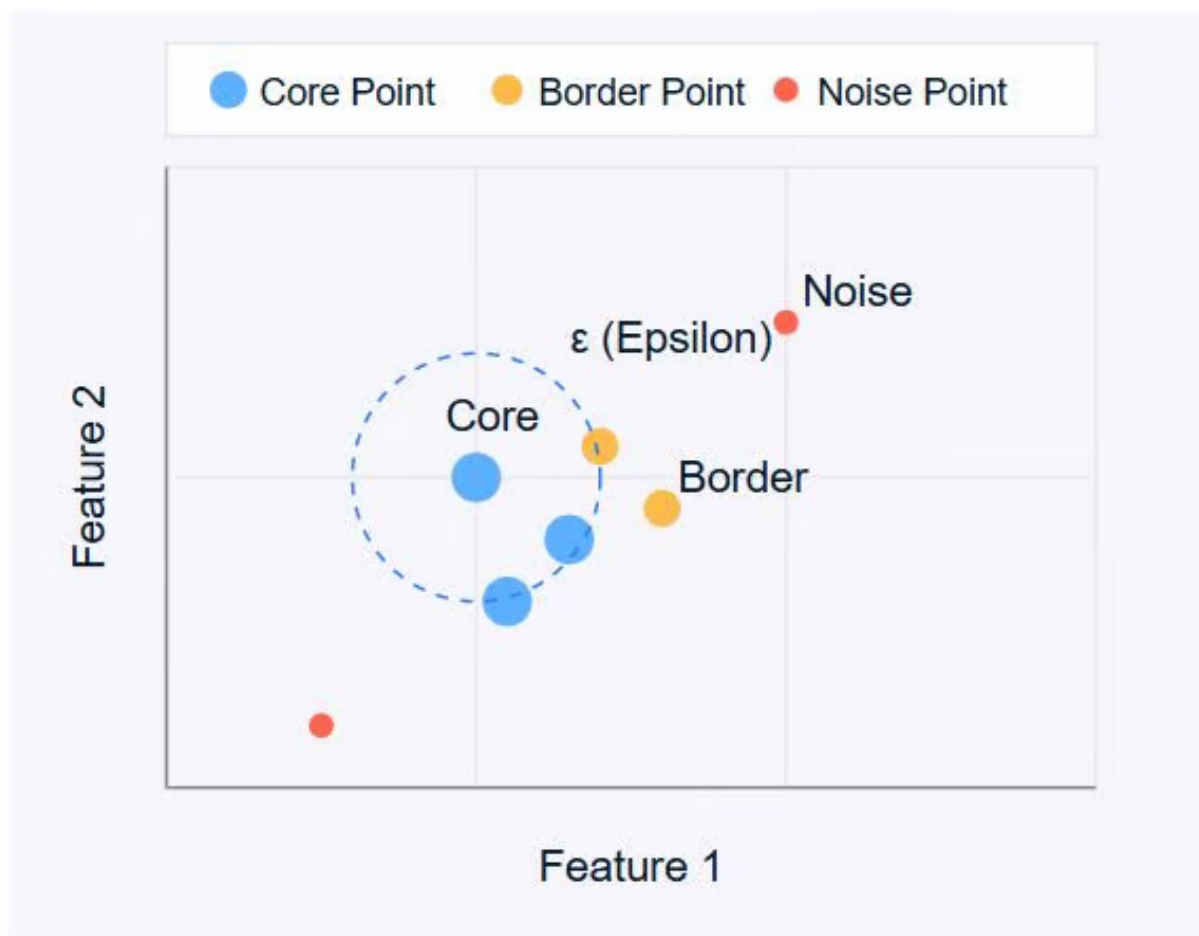 Core Point Border Point Noise Point
Noise
ε (Epsilon)
Core
Border
Feature 2
Feature 1